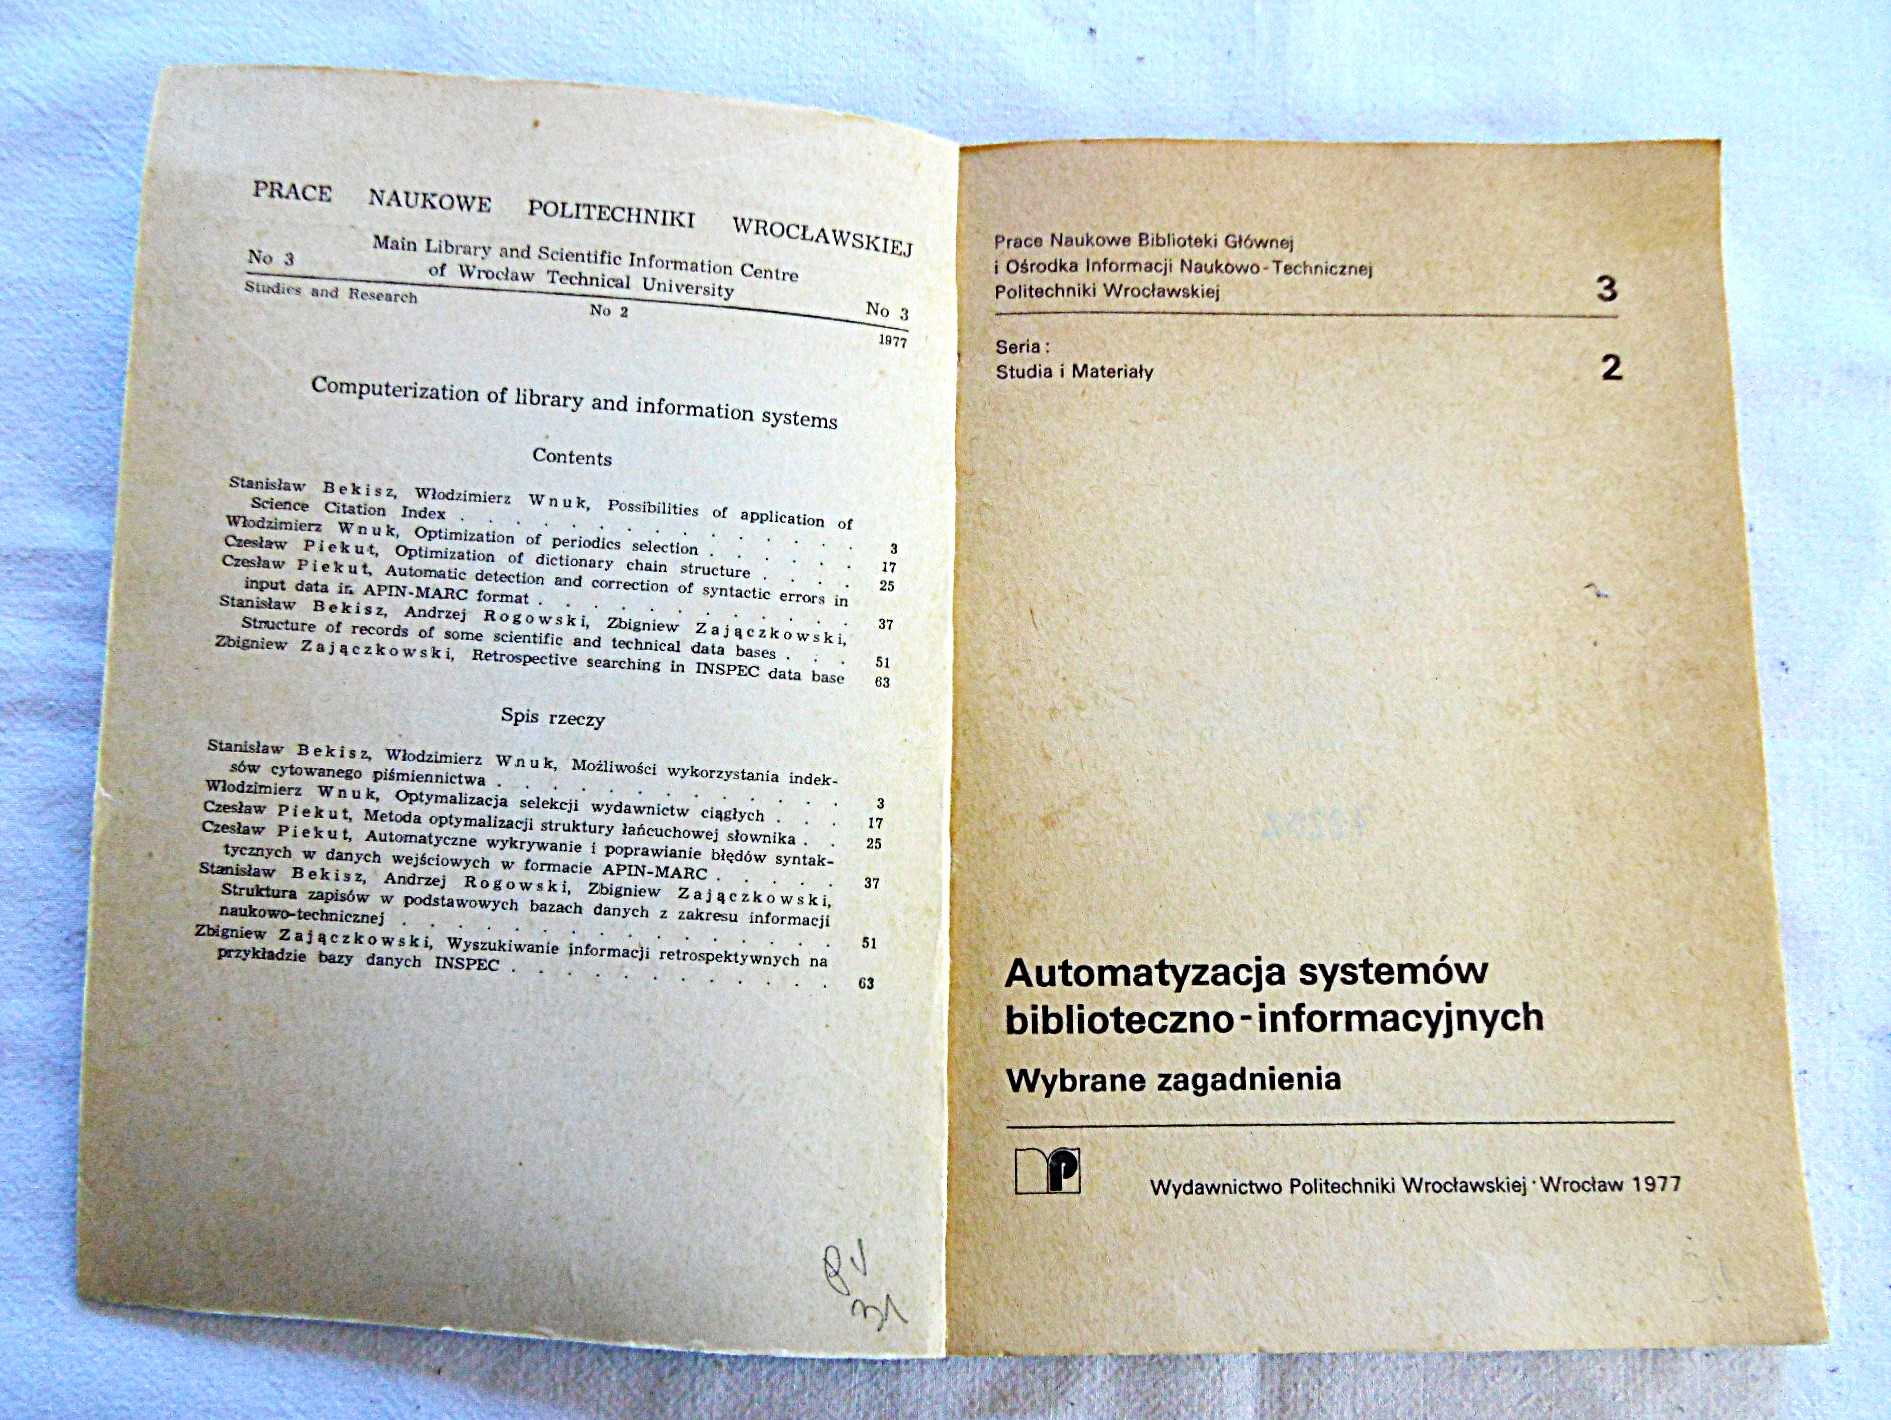 PRACE NAUKOWE POLITECHNIKI WROCŁAWSKIEJ
Main Library and Scientific Information Centre
No 3 of Wrocław Technical University No 3
Studies and Research No 2 1977
Computerization of library and information systems
Contents
Stanisław Bekisz, Włodzimierz Wnuk, Possibilities of application of
Science Citation Index . . . . . . . . . . . . . . 3
Włodzimierz Wnuk, Optimization of periodics selection . . . . . . 17
Czesław Piekut, Optimization of dictionary chain structure . . . . 25
Czesław Piekut, Automatic detection and correction of syntactic errors in
input data in APIN-MARC format . . . . . . . . . . . . 37
Stanisław Bekisz, Andrzej Rogowski, Zbigniew Zajączkowski,
Structure of records of some scientific and technical data bases . . . 51
Zbigniew Zajączkowski, Retrospective searching in INSPEC data base 63
Spis rzeczy
Stanisław Bekisz, Włodzimierz Wnuk, Możliwości wykorzystania indek-
sów cytowanego piśmiennictwa . . . . . . . . . . . . . 3
Włodzimierz Wnuk, Optymalizacja selekcji wydawnictw ciągłych . . . 17
Czesław Piekut, Metoda optymalizacji struktury łańcuchowej słownika . . 25
Czesław Piekut, Automatyczne wykrywanie i poprawianie błędów syntak-
tycznych w danych wejściowych w formacie APIN-MARC . . . . . 37
Stanisław Bekisz, Andrzej Rogowski, Zbigniew Zajączkowski,
Struktura zapisów w podstawowych bazach danych z zakresu informacji
naukowo-technicznej . . . . . . . . . . . . . . . . 51
Zbigniew Zajączkowski, Wyszukiwanie informacji retrospektywnych na
przykładzie bazy danych INSPEC . . . . . . . . . . . . 63
Prace Naukowe Biblioteki Głównej
i Ośrodka Informacji Naukowo-Technicznej
Politechniki Wrocławskiej 3
Seria:
Studia i Materiały 2
Automatyzacja systemów
biblioteczno-informacyjnych
Wybrane zagadnienia
Wydawnictwo Politechniki Wrocławskiej · Wrocław 1977